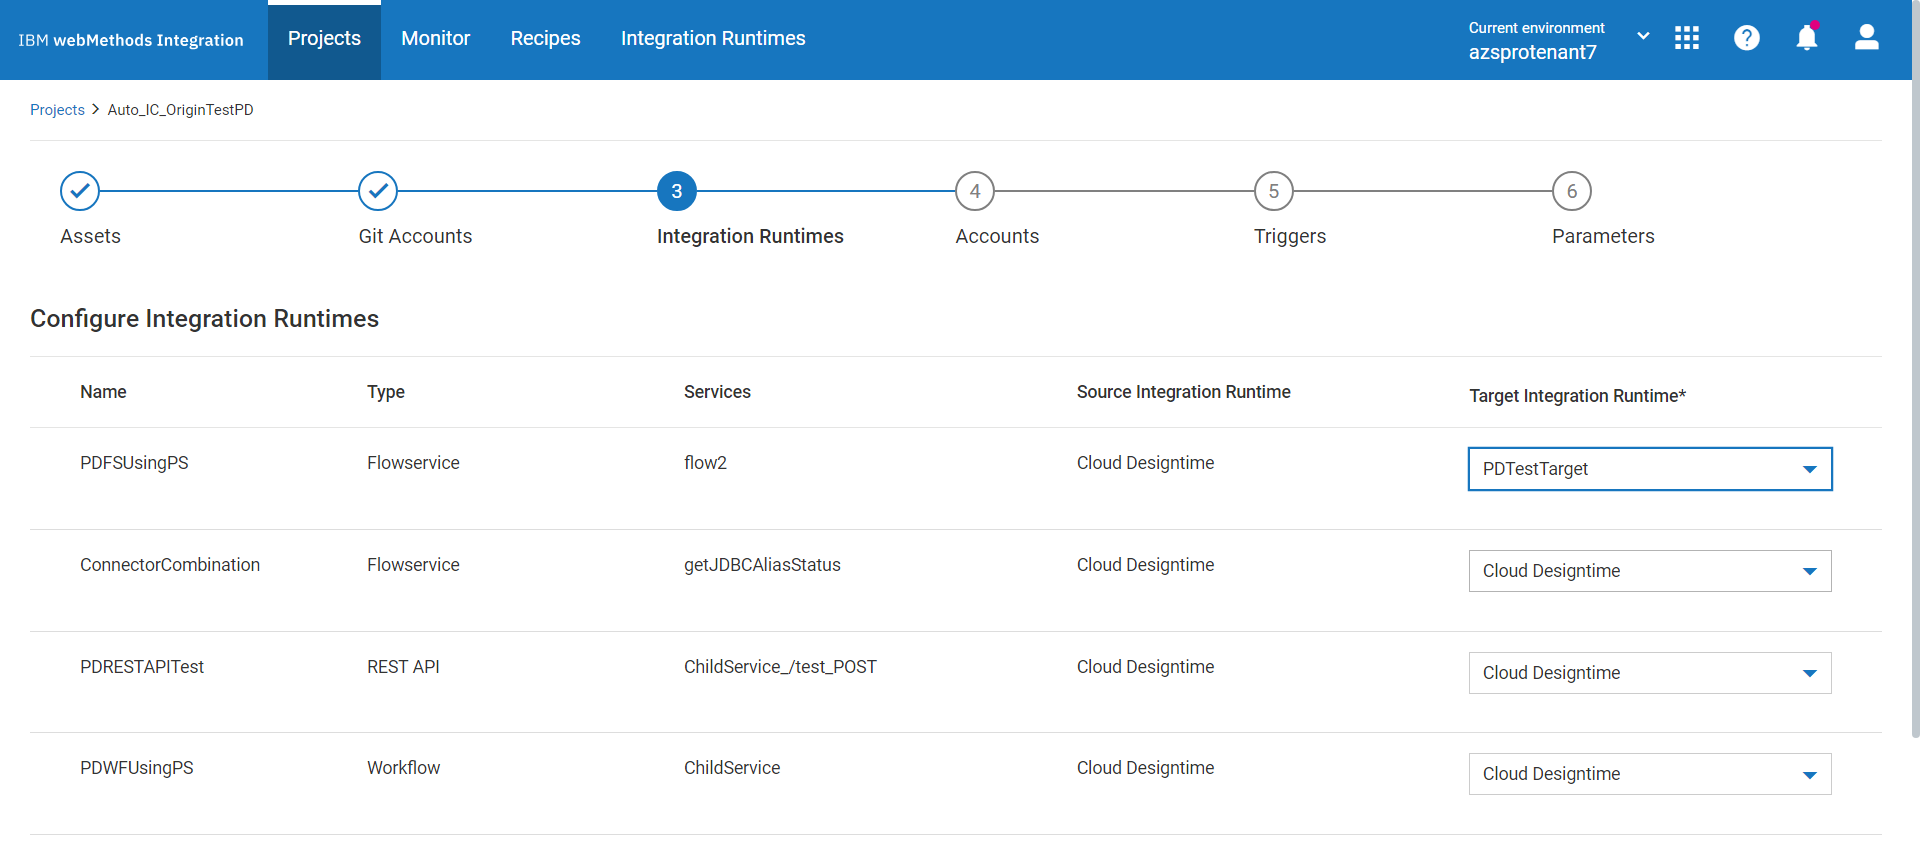 IBM webMethods Integration
Projects
Monitor
Recipes
Integration Runtimes
Current environment
azsprotenant7
?
Projects > Auto_IC_OriginTestPD
3
4
5
6
Assets
Git Accounts
Integration Runtimes
Accounts
Triggers
Parameters
Configure Integration Runtimes
Name Type Services Source Integration Runtime Target Integration Runtime*
PDFSUsingPS Flowservice flow2 Cloud Designtime PDTestTarget
ConnectorCombination Flowservice getJDBCAliasStatus Cloud Designtime Cloud Designtime
PDRESTAPITest REST API ChildService_/test_POST Cloud Designtime Cloud Designtime
PDWFUsingPS Workflow ChildService Cloud Designtime Cloud Designtime